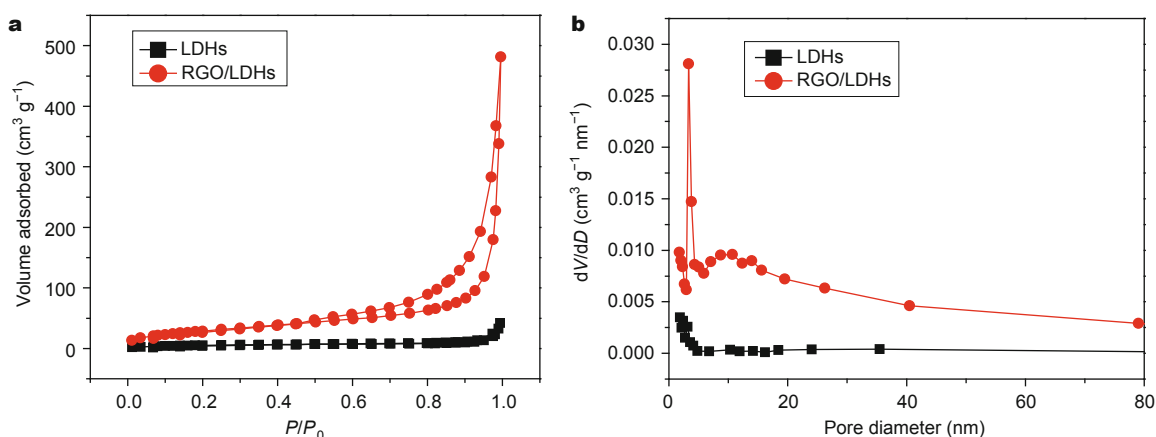 a
LDHs
RGO/LDHs
Volume adsorbed (cm³ g⁻¹)
500
400
300
200
100
0
0.0 0.2 0.4 0.6 0.8 1.0
P/P₀
b
LDHs
RGO/LDHs
dV/dD (cm³ g⁻¹ nm⁻¹)
0.030
0.025
0.020
0.015
0.010
0.005
0.000
0 20 40 60 80
Pore diameter (nm)